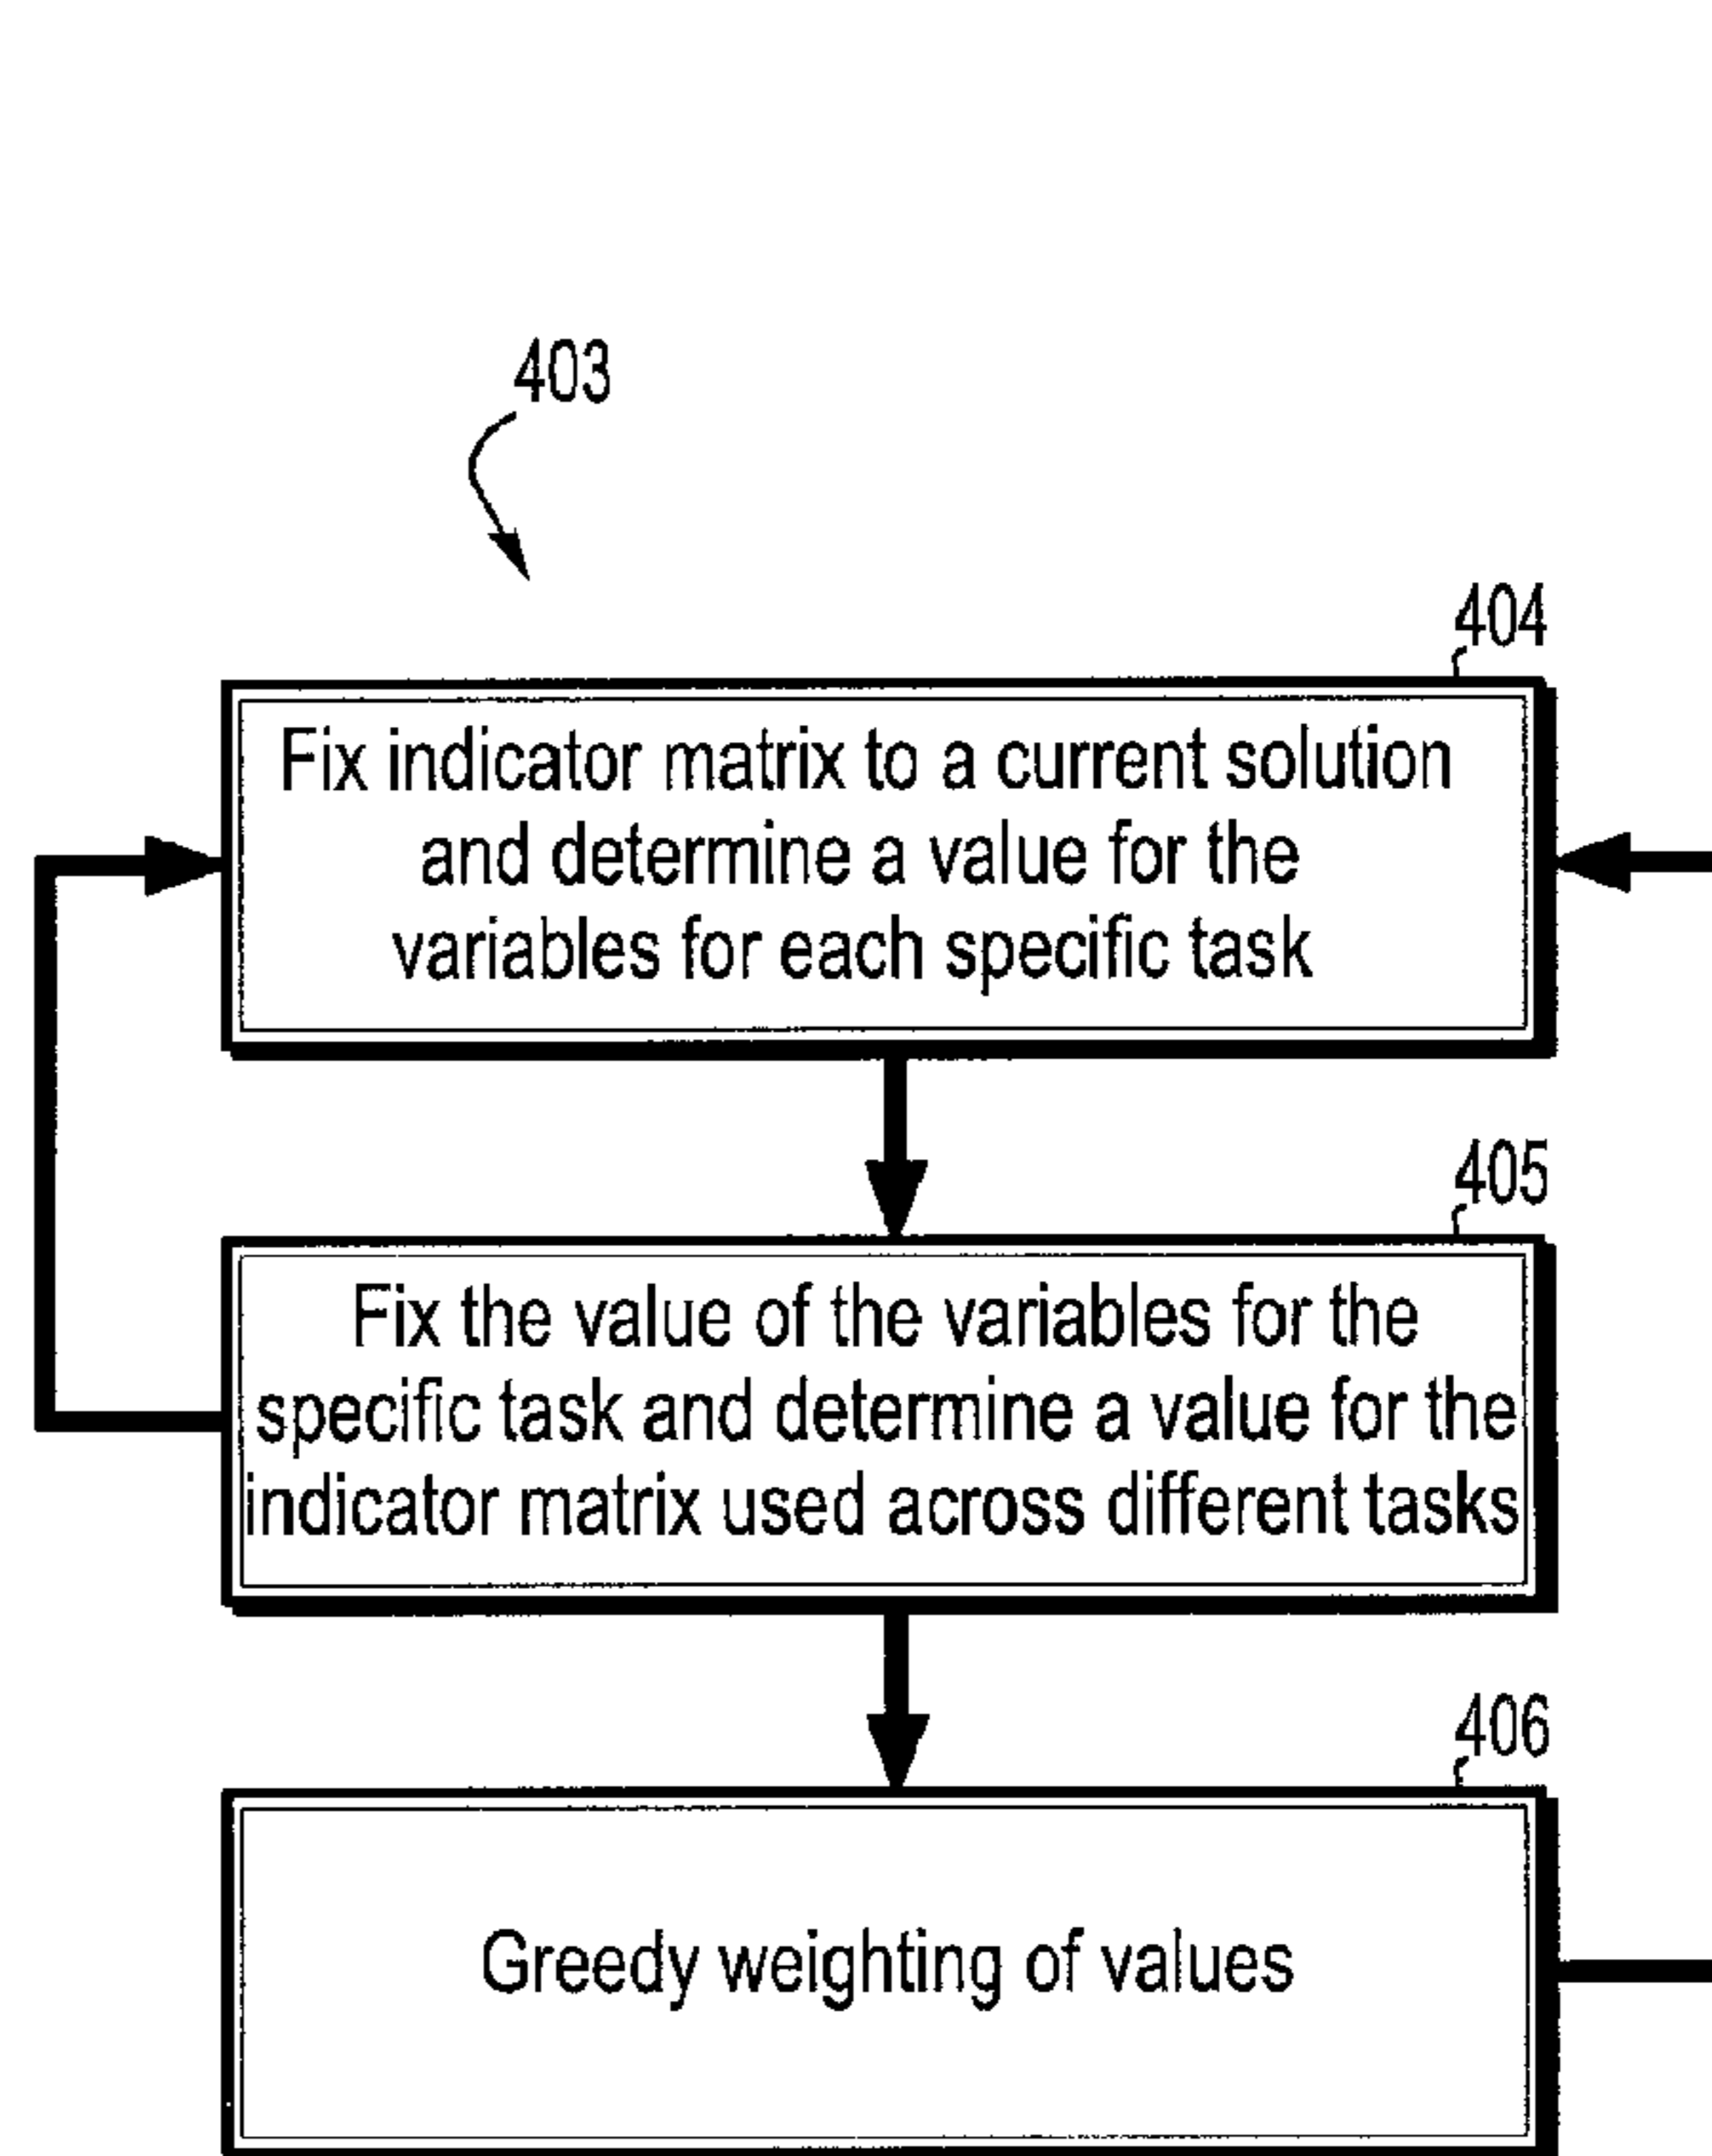 403
404
Fix indicator matrix to a current solution
and determine a value for the
variables for each specific task
405
Fix the value of the variables for the
specific task and determine a value for the
indicator matrix used across different tasks
406
Greedy weighting of values